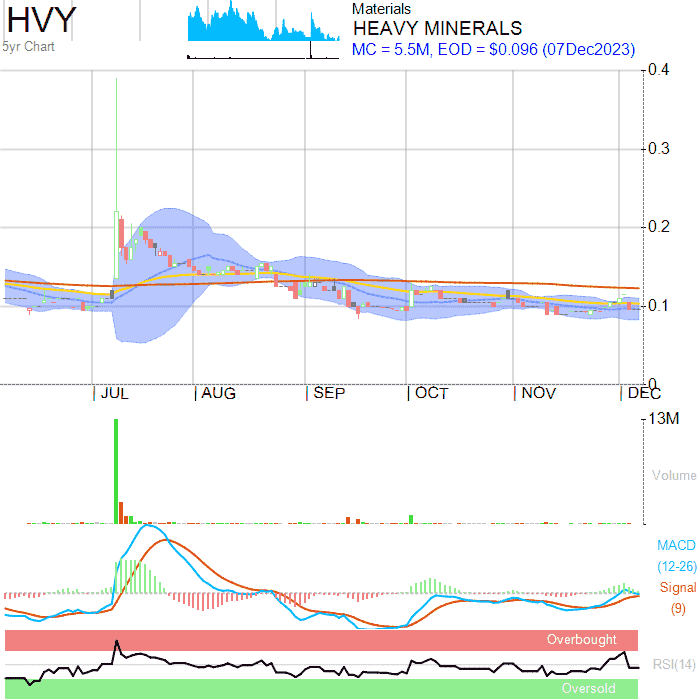 HVY
5yr Chart
Materials
HEAVY MINERALS
MC = 5.5M, EOD = $0.096 (07Dec2023)
0.4
0.3
0.2
0.1
0
JUL AUG SEP OCT NOV DEC
13M
Volume
MACD
(12-26)
Signal
(9)
Overbought
RSI(14)
Oversold